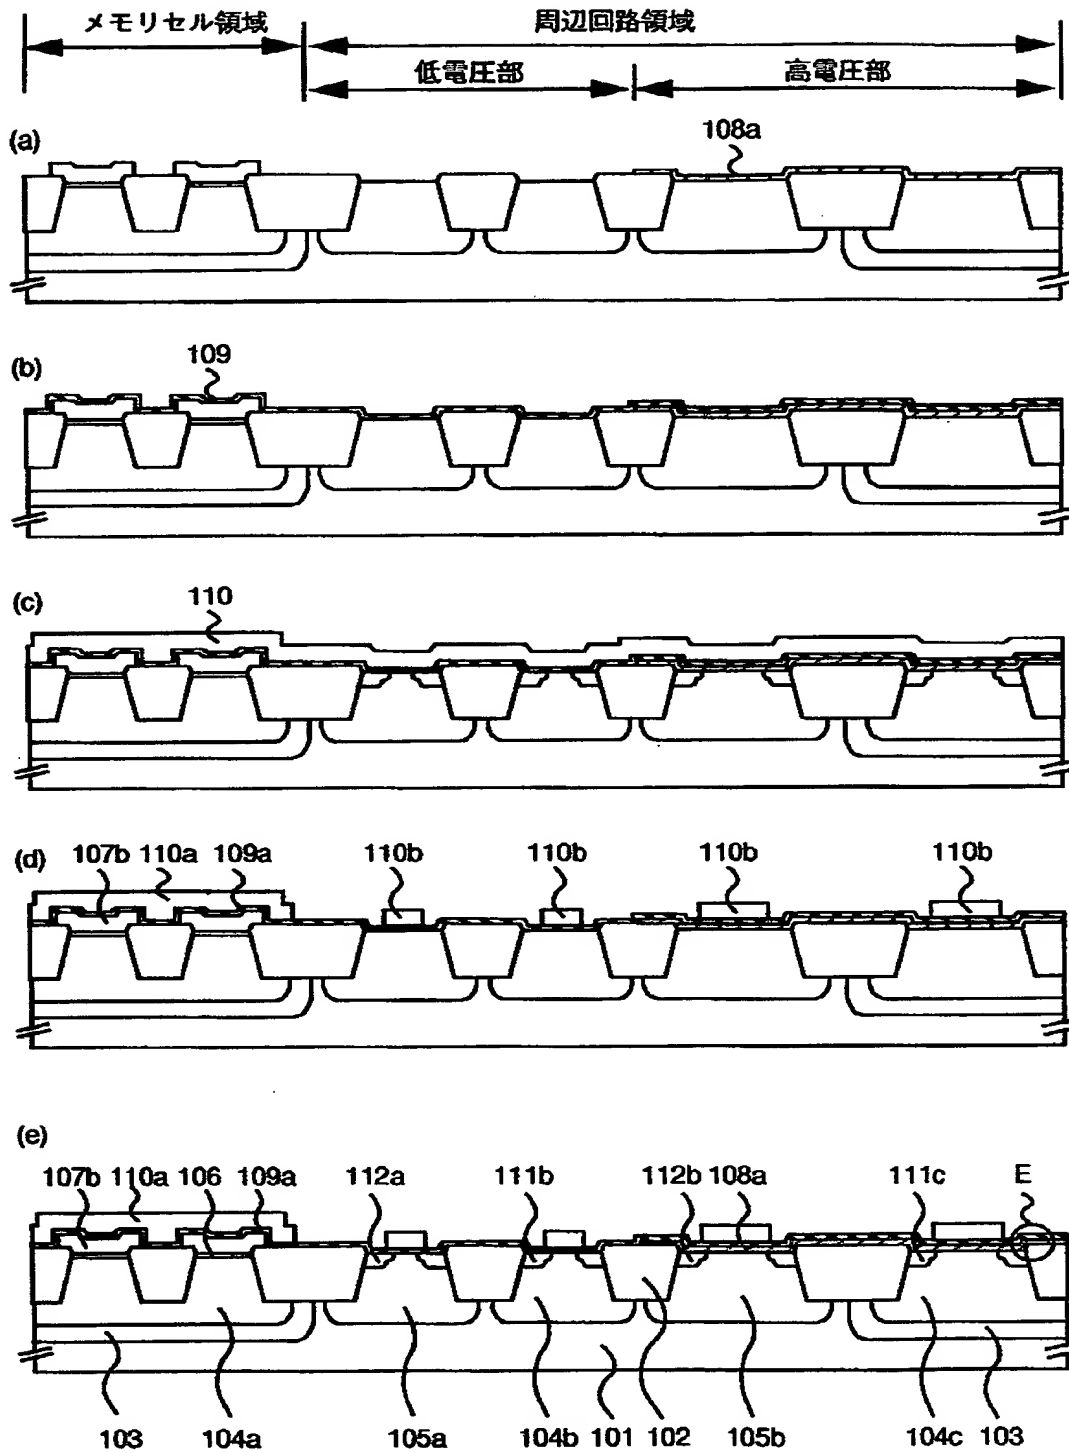 メモリセル領域 周辺回路領域
低電圧部 高電圧部
(a) 108a
(b) 109
(c) 110
(d) 107b 110a 109a 110b 110b 110b 110b
(e)
107b 110a 106 109a 112a 111b 112b 108a 111c E
103 104a 105a 104b 101 102 105b 104c 103